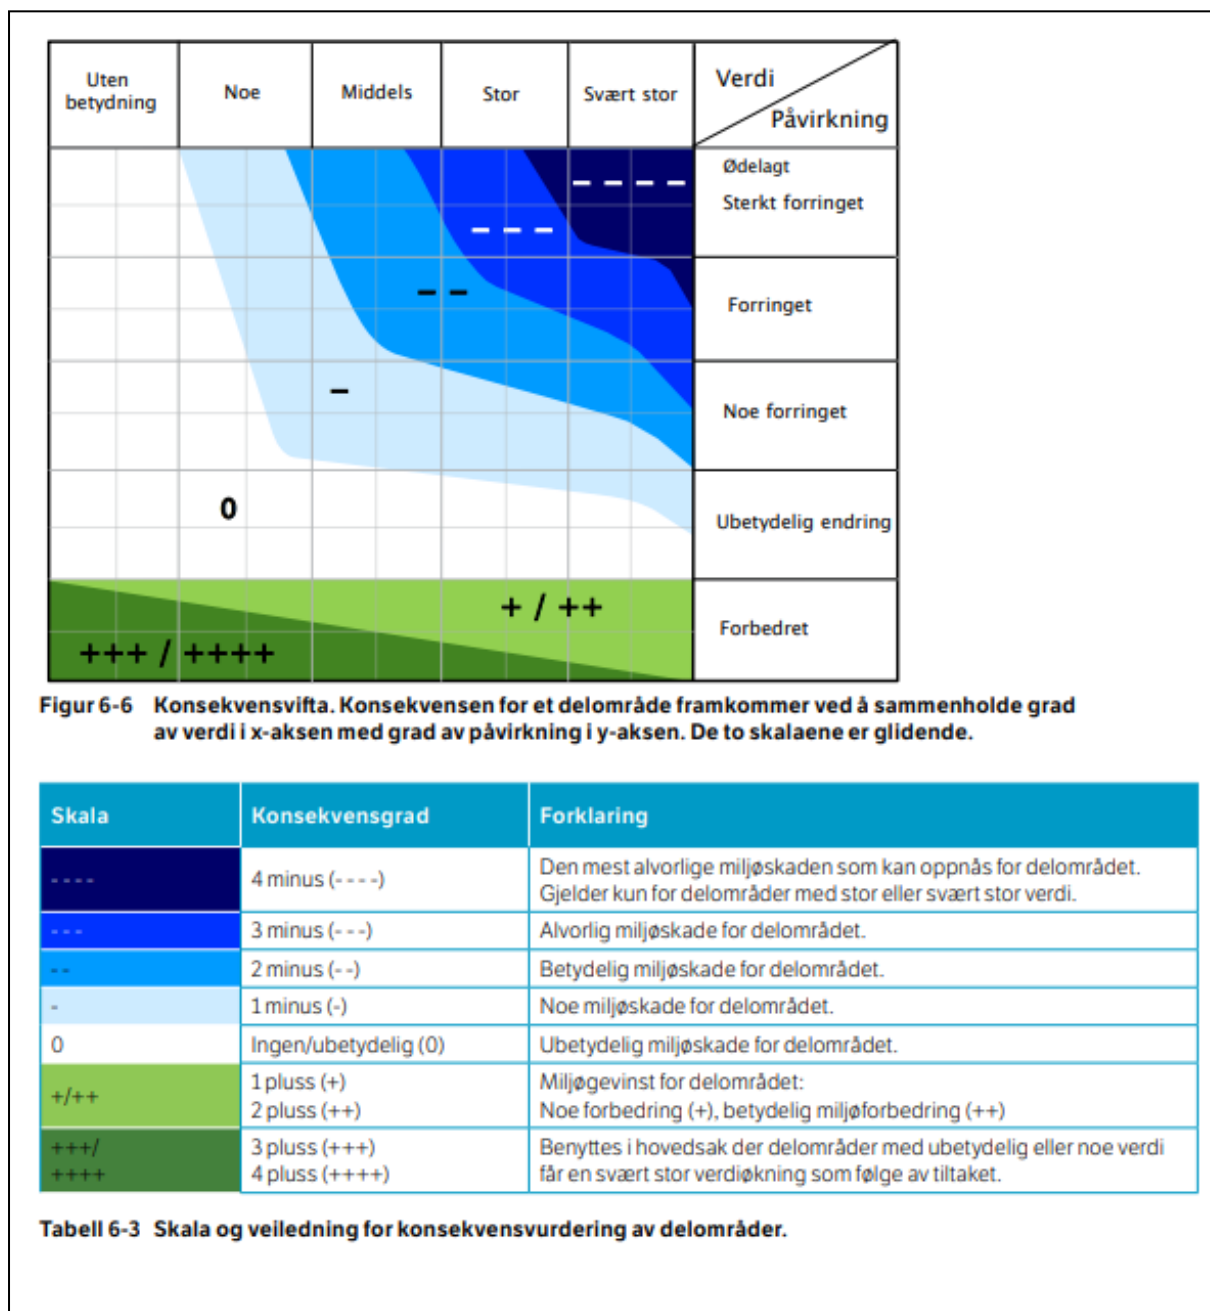 Uten
betydning
Noe
Middels
Stor
Svært stor
Verdi
Påvirkning
Ødelagt
Sterkt forringet
- - - -
- - -
- -
Forringet
-
Noe forringet
0
Ubetydelig endring
+ / ++
Forbedret
+++ / ++++
Figur 6-6 Konsekvensvifta. Konsekvensen for et delområde framkommer ved å sammenholde grad
av verdi i x-aksen med grad av påvirkning i y-aksen. De to skalaene er glidende.
Skala Konsekvensgrad Forklaring
- - - - 4 minus (- - - -) Den mest alvorlige miljøskaden som kan oppnås for delområdet.
Gjelder kun for delområder med stor eller svært stor verdi.
- - - 3 minus (- - -) Alvorlig miljøskade for delområdet.
- - 2 minus (- -) Betydelig miljøskade for delområdet.
- 1 minus (-) Noe miljøskade for delområdet.
0 Ingen/ubetydelig (0) Ubetydelig miljøskade for delområdet.
+/++ 1 pluss (+) Miljøgevinst for delområdet:
2 pluss (++) Noe forbedring (+), betydelig miljøforbedring (++)
+++/ 3 pluss (+++) Benyttes i hovedsak der delområder med ubetydelig eller noe verdi
++++ 4 pluss (++++) får en svært stor verdiøkning som følge av tiltaket.
Tabell 6-3 Skala og veiledning for konsekvensvurdering av delområder.